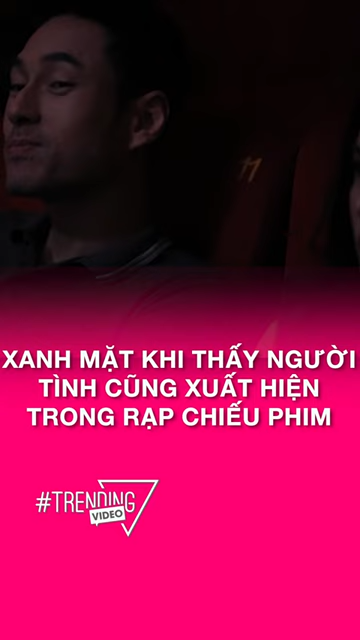 XANH MẶT KHI THẤY NGƯỜI
TÌNH CŨNG XUẤT HIỆN
TRONG RẠP CHIẾU PHIM
#TRENDING
VIDEO